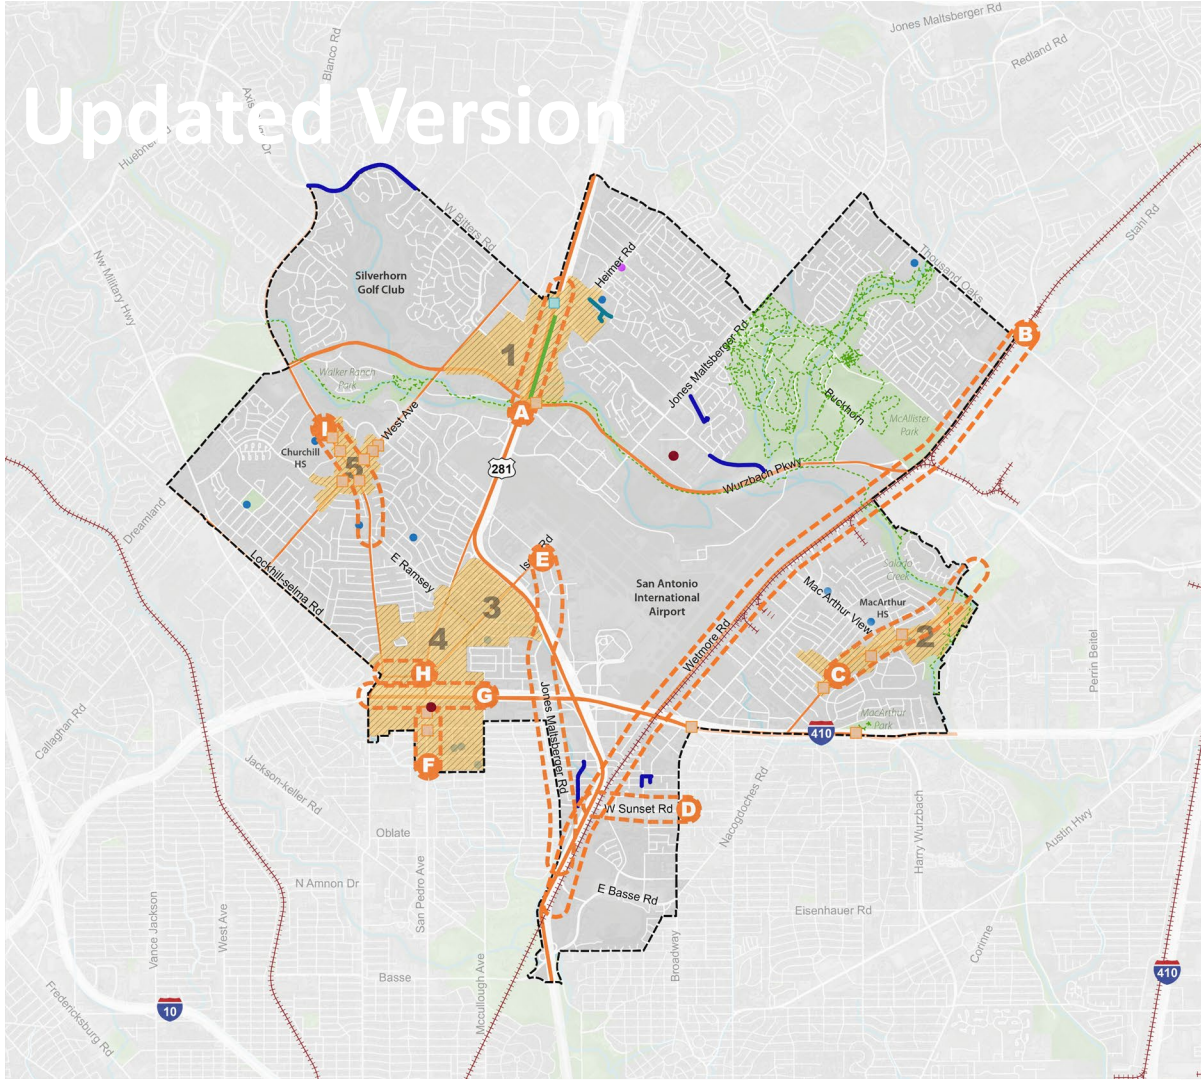 Jones Maltsberger Rd
Redland Rd
Blanco Rd
Updated Version
Huebner Rd
Stahl Rd
W Bitters Rd
Nw Military Hwy
Thousand Oaks
Heimer Rd
Silverhorn
Golf Club
B
1
Jones Maltsberger Rd
Walker Ranch
Park
Buckhorn
A
McAllister
Park
West Ave
I
Churchill
HS
5
281
Wurzbach Pkwy
Dreamland
E
E Ramsey
Lockhill-selma Rd
San Antonio
International
Airport
Salado
Creek
Mac Arthur View
MacArthur
HS
3
4
2
Wetmore Rd
Perrin Beitel
H
C
G
Jones Maltsberger Rd
MacArthur
Park
410
Callaghan Rd
F
Jackson-keller Rd
W Sunset Rd
D
Nacogdoches Rd
Harry Wurzbach
Austin Hwy
Oblate
N Amnon Dr
San Pedro Ave
E Basse Rd
Eisenhauer Rd
Vance Jackson
West Ave
Broadway
Corinne
Basse
Mccullough Ave
410
10
Fredericksburg Rd